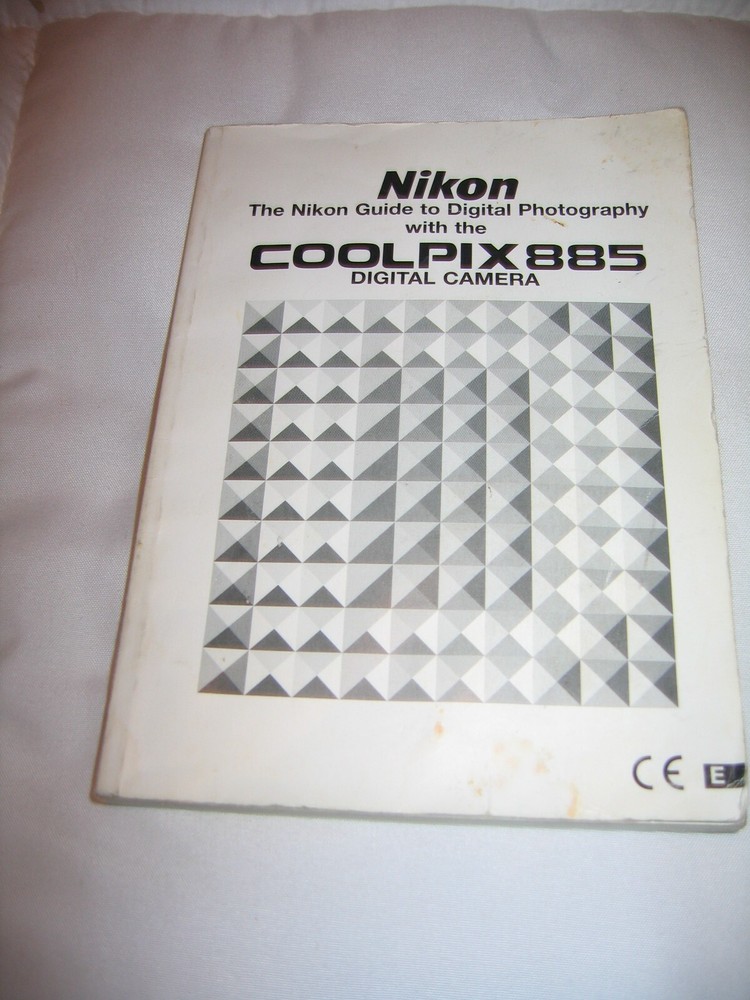 Nikon
The Nikon Guide to Digital Photography
with the
COOLPIX885
DIGITAL CAMERA
CE E